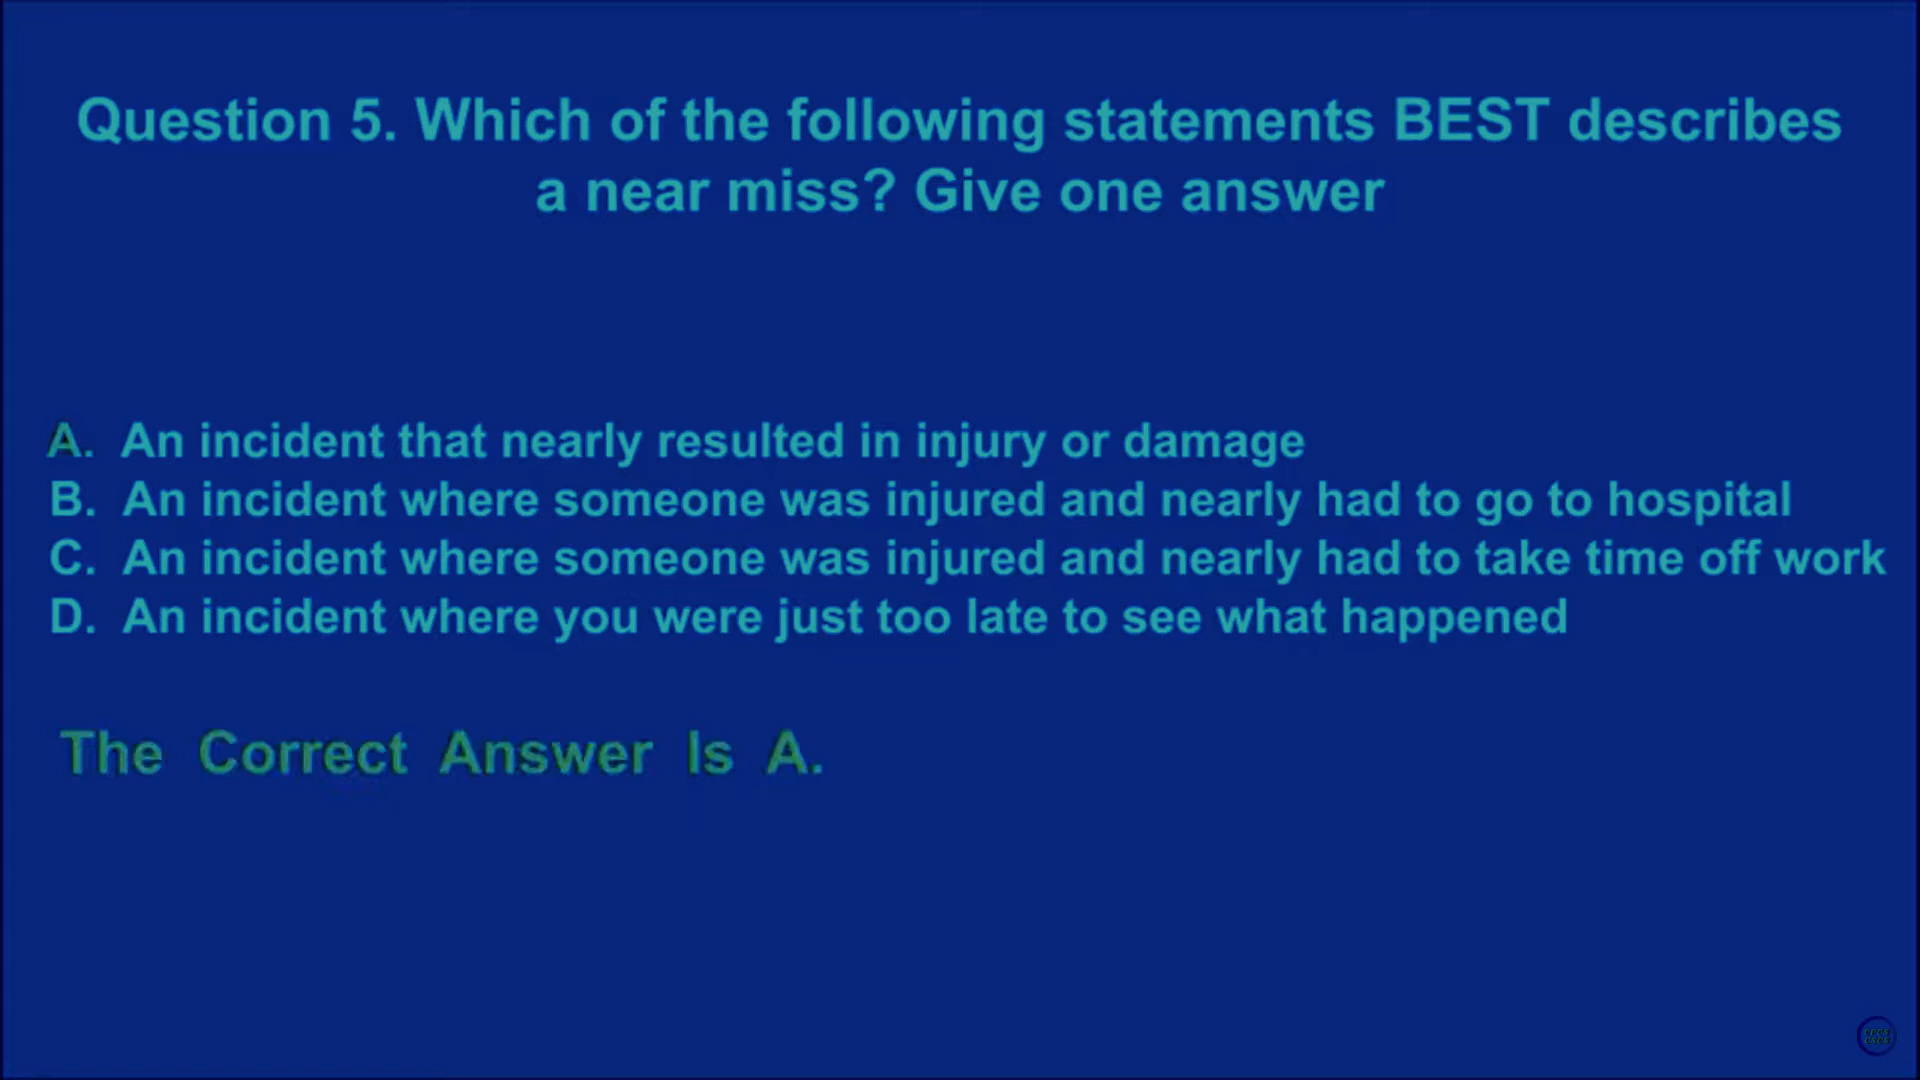 Question 5. Which of the following statements BEST describes
a near miss? Give one answer
A. An incident that nearly resulted in injury or damage
B. An incident where someone was injured and nearly had to go to hospital
C. An incident where someone was injured and nearly had to take time off work
D. An incident where you were just too late to see what happened
The Correct Answer Is A.